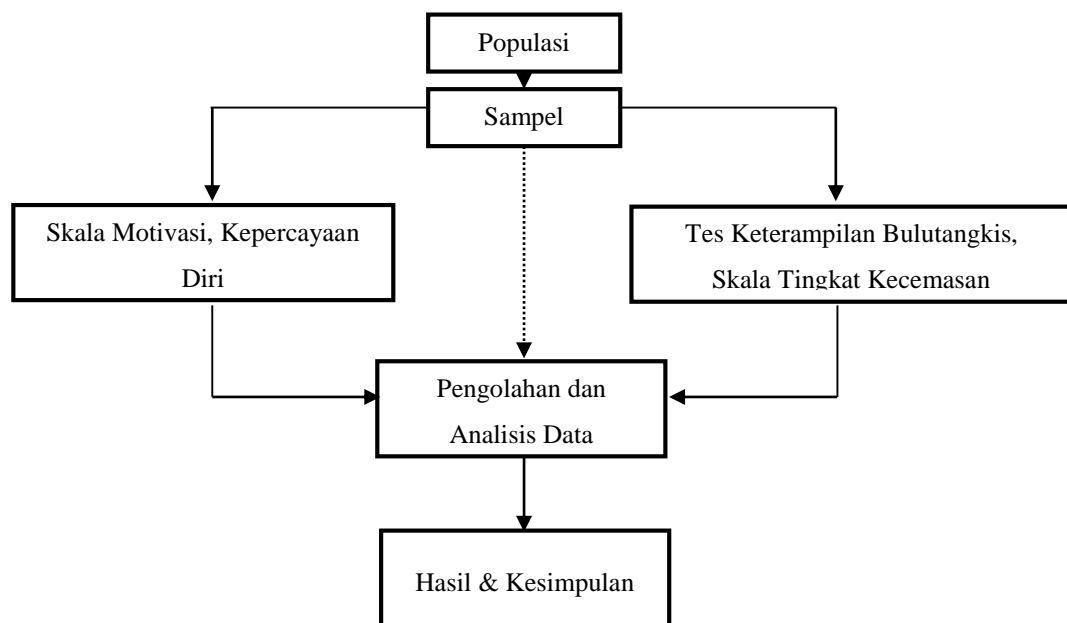 Populasi
Sampel
Skala Motivasi, Kepercayaan
Diri
Tes Keterampilan Bulutangkis,
Skala Tingkat Kecemasan
Pengolahan dan
Analisis Data
Hasil & Kesimpulan